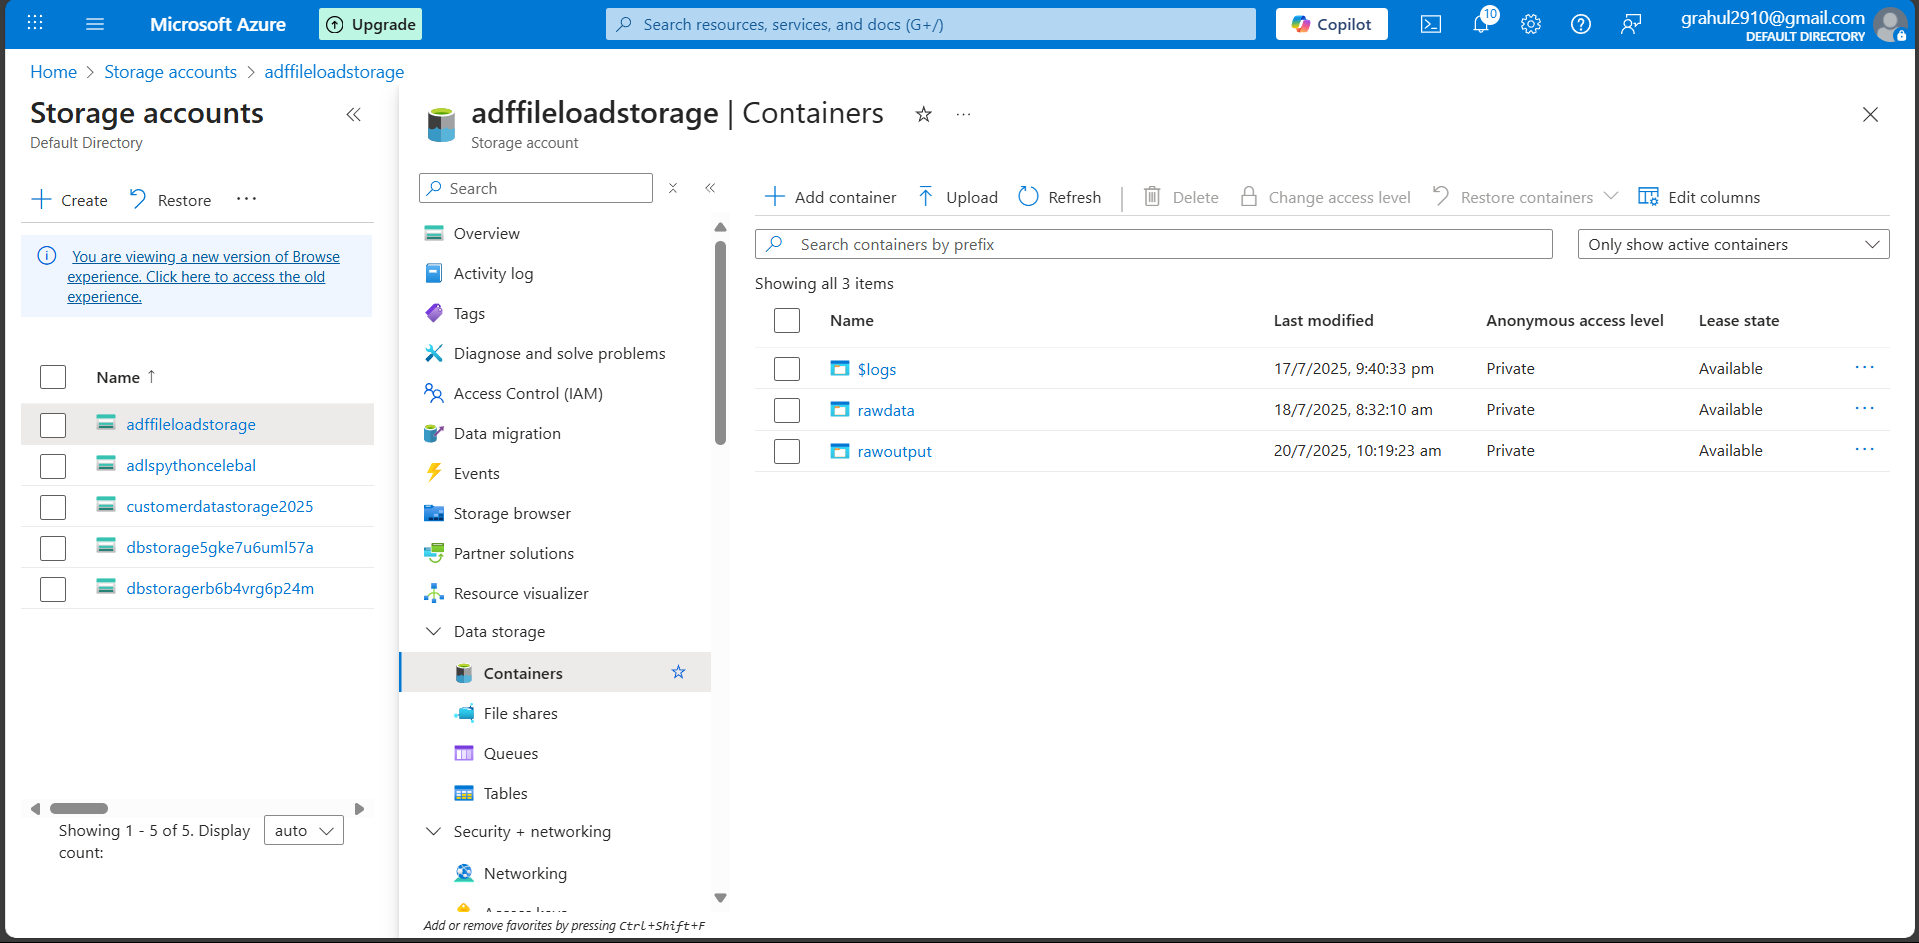 Microsoft Azure
Upgrade
Search resources, services, and docs (G+/)
Copilot
10
grahul2910@gmail.com
DEFAULT DIRECTORY
Home > Storage accounts > adffileloadstorage
Storage accounts
Default Directory
Create Restore ...
You are viewing a new version of Browse
experience. Click here to access the old
experience.
Name ↑
adffileloadstorage
adlspythoncelebal
customerdatastorage2025
dbstorage5gke7u6uml57a
dbstoragerb6b4vrg6p24m
Showing 1 - 5 of 5. Display
count:
auto
adffileloadstorage | Containers
Storage account
Search
Overview
Activity log
Tags
Diagnose and solve problems
Access Control (IAM)
Data migration
Events
Storage browser
Partner solutions
Resource visualizer
Data storage
Containers
File shares
Queues
Tables
Security + networking
Networking
Add or remove favorites by pressing Ctrl+Shift+F
Add container Upload Refresh | Delete Change access level Restore containers Edit columns
Search containers by prefix
Only show active containers
Showing all 3 items
Name Last modified Anonymous access level Lease state
$logs 17/7/2025, 9:40:33 pm Private Available ...
rawdata 18/7/2025, 8:32:10 am Private Available ...
rawoutput 20/7/2025, 10:19:23 am Private Available ...